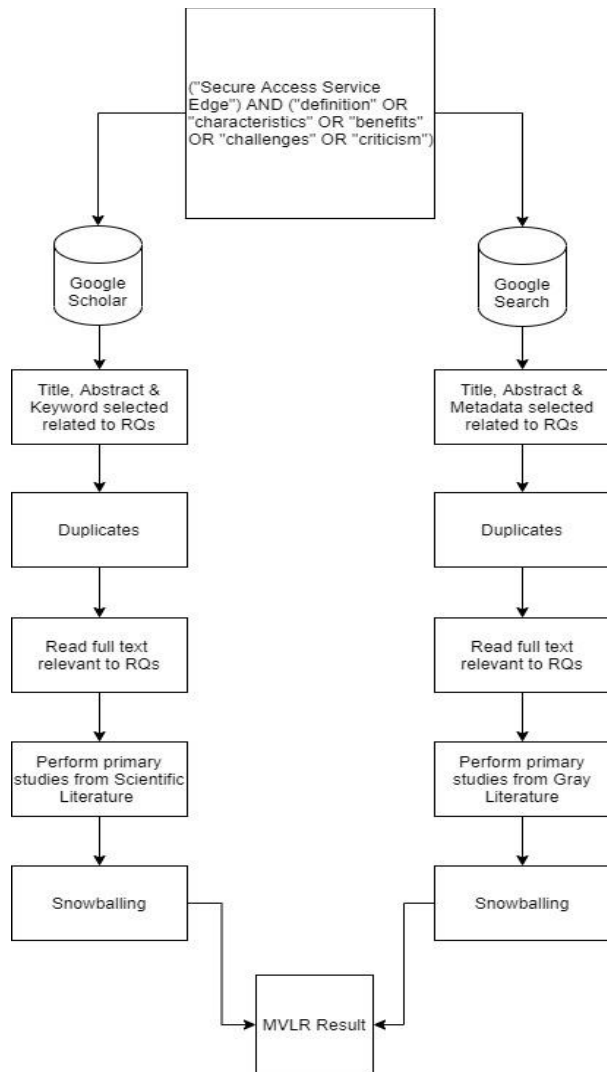 ("Secure Access Service
Edge") AND ("definition" OR
"characteristics" OR "benefits"
OR "challenges" OR "criticism")
Google
Scholar
Google
Search
Title, Abstract &
Keyword selected
related to RQs
Title, Abstract &
Metadata selected
related to RQs
Duplicates
Duplicates
Read full text
relevant to RQs
Read full text
relevant to RQs
Perform primary
studies from Scientific
Literature
Perform primary
studies from Gray
Literature
Snowballing
Snowballing
MVLR Result